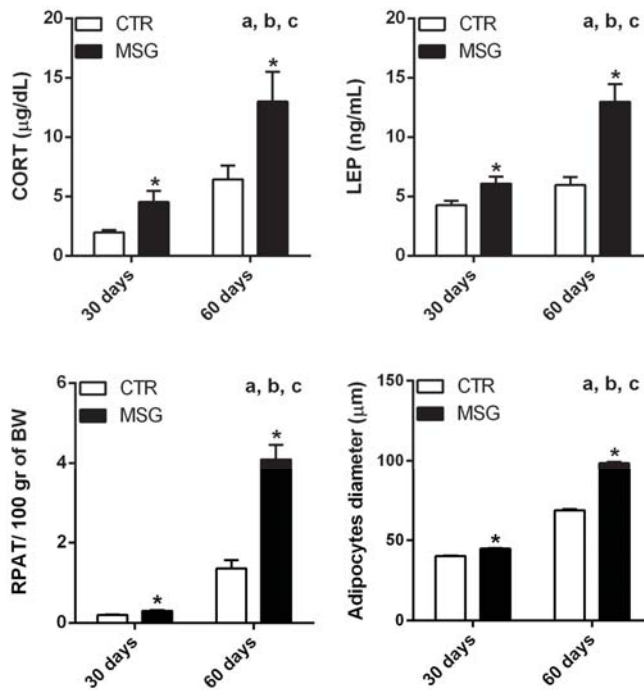 CTR
MSG
a, b, c
CORT (μg/dL)
20
15
10
5
0
*
*
30 days
60 days
CTR
MSG
a, b, c
LEP (ng/mL)
20
15
10
5
0
*
*
30 days
60 days
CTR
MSG
a, b, c
RPAT/ 100 gr of BW
6
4
2
0
*
*
30 days
60 days
CTR
MSG
a, b, c
Adipocytes diameter (μm)
150
100
50
0
*
*
30 days
60 days